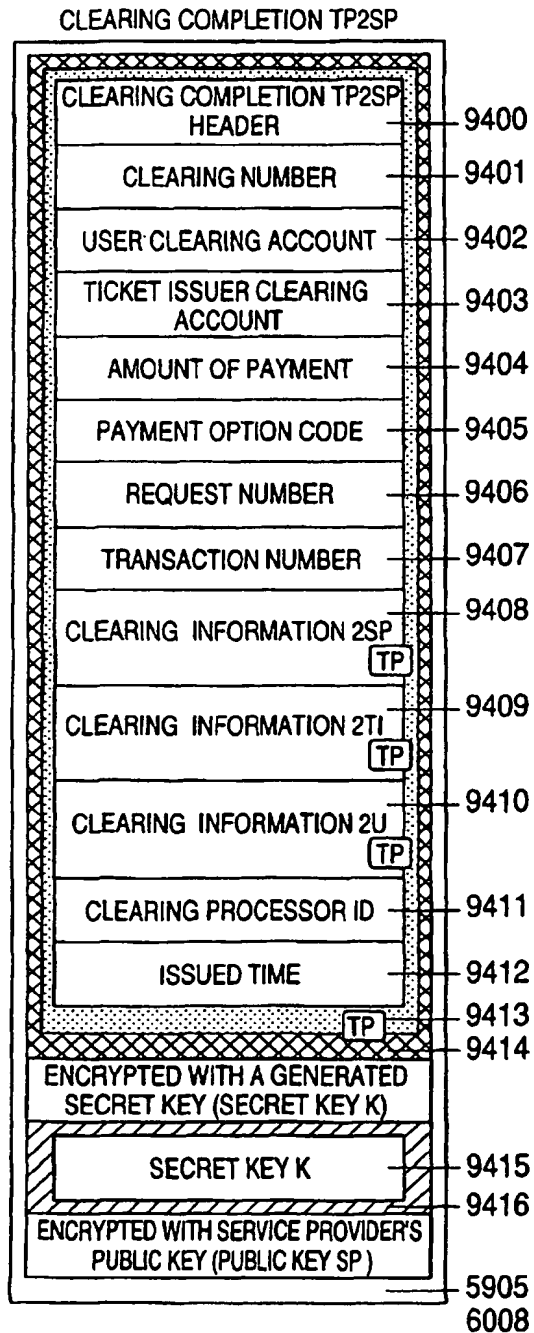 CLEARING COMPLETION TP2SP
CLEARING COMPLETION TP2SP
HEADER
9400
CLEARING NUMBER
9401
USER CLEARING ACCOUNT
9402
TICKET ISSUER CLEARING
ACCOUNT
9403
AMOUNT OF PAYMENT
9404
PAYMENT OPTION CODE
9405
REQUEST NUMBER
9406
TRANSACTION NUMBER
9407
9408
CLEARING INFORMATION 2SP
TP
9409
CLEARING INFORMATION 2TI
TP
9410
CLEARING INFORMATION 2U
TP
CLEARING PROCESSOR ID
9411
ISSUED TIME
9412
TP
9413
9414
ENCRYPTED WITH A GENERATED
SECRET KEY (SECRET KEY K)
SECRET KEY K
9415
9416
ENCRYPTED WITH SERVICE PROVIDER'S
PUBLIC KEY (PUBLIC KEY SP)
5905
6008